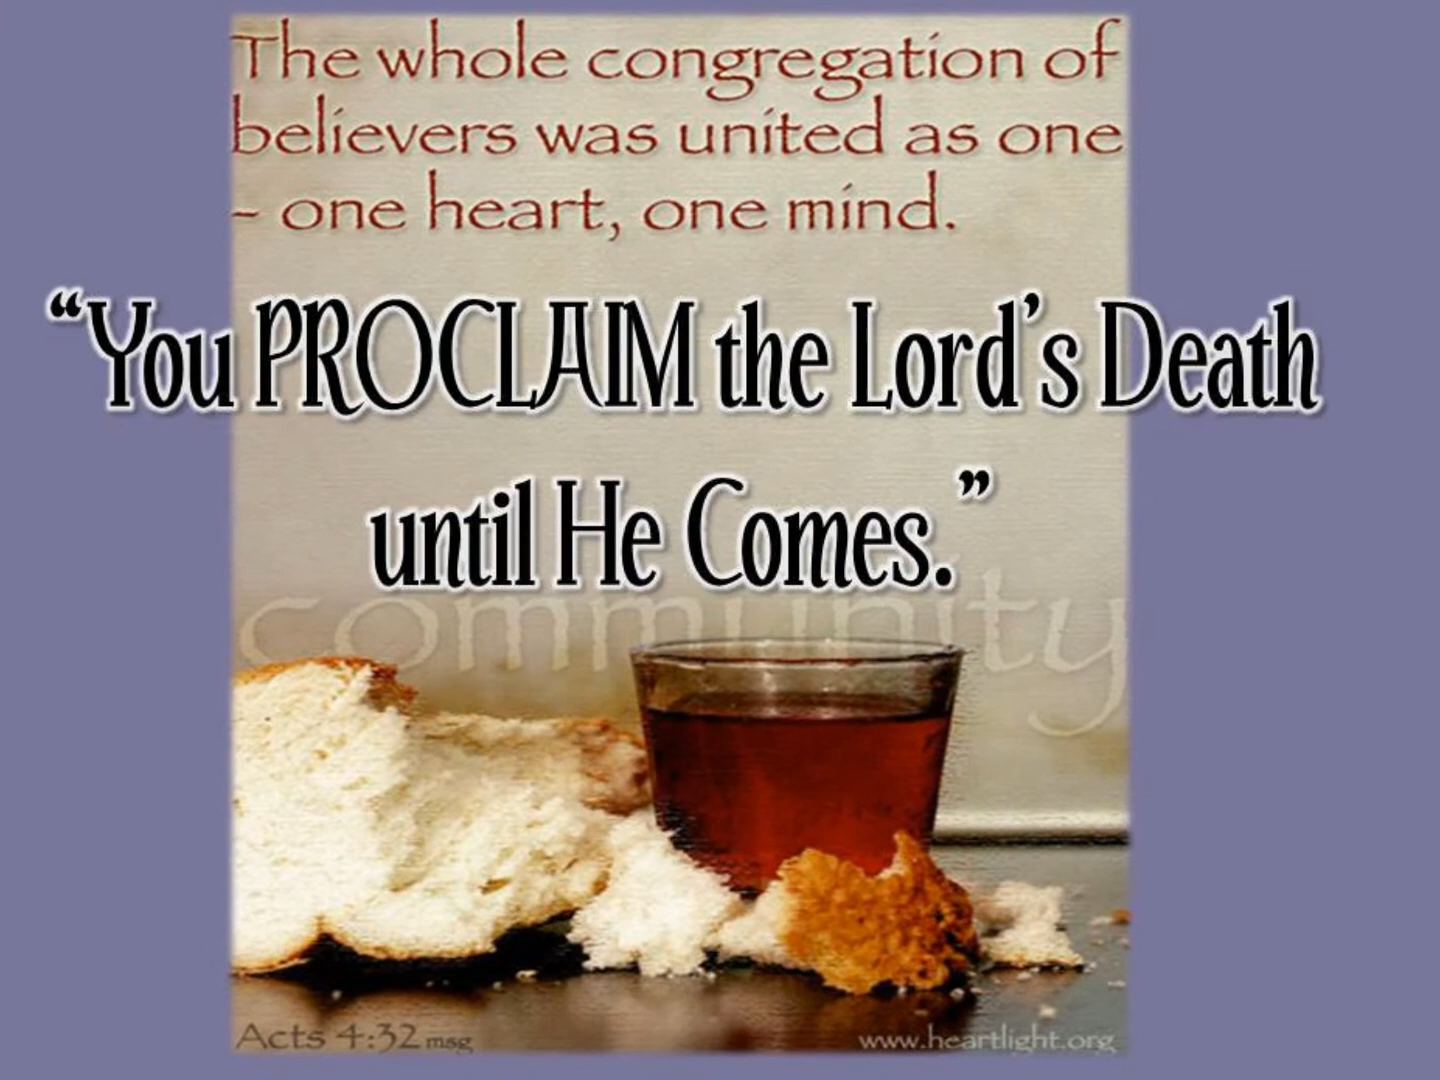 The whole congregation of
believers was united as one
- one heart, one mind.
“You PROCLAIM the Lord’s Death
until He Comes.”
community
Acts 4:32 msg
www.heartlight.org